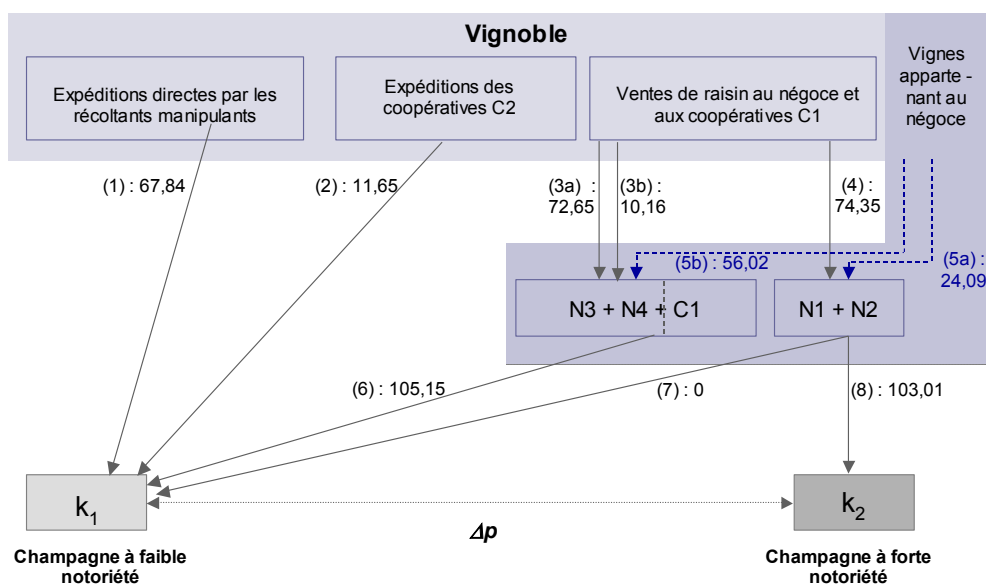 Vignoble
Expéditions directes par les
récoltants manipulants
Expéditions des
coopératives C2
Ventes de raisin au négoce et
aux coopératives C1
Vignes
apparte -
nant au
négoce
(1) : 67,84
(2) : 11,65
(3a) :
72,65
(3b) :
10,16
(4) :
74,35
(5b) : 56,02
(5a) :
24,09
N3 + N4 + C1
N1 + N2
(6) : 105,15
(7) : 0
(8) : 103,01
k1
k2
Δp
Champagne à faible
notoriété
Champagne à forte
notoriété